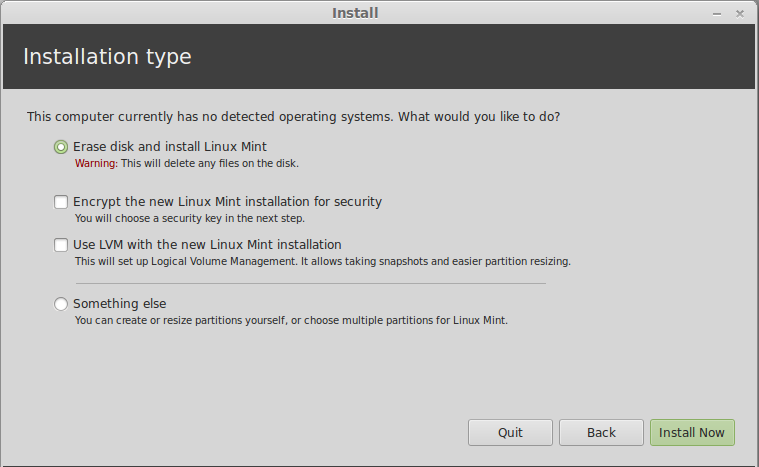 Install
Installation type
This computer currently has no detected operating systems. What would you like to do?
Erase disk and install Linux Mint
Warning: This will delete any files on the disk.
Encrypt the new Linux Mint installation for security
You will choose a security key in the next step.
Use LVM with the new Linux Mint installation
This will set up Logical Volume Management. It allows taking snapshots and easier partition resizing.
Something else
You can create or resize partitions yourself, or choose multiple partitions for Linux Mint.
Quit Back Install Now